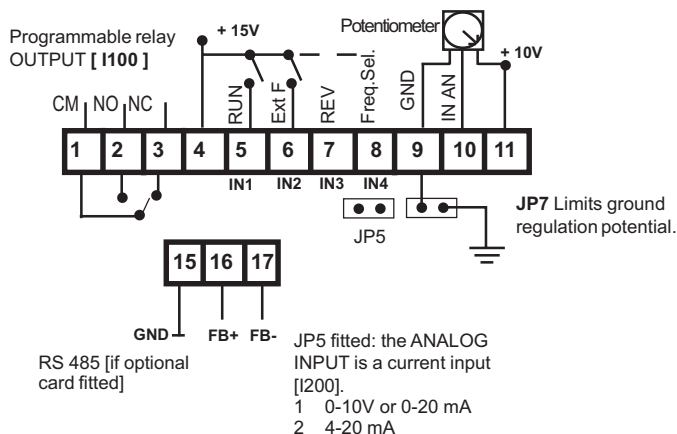 Programmable relay
OUTPUT [ I100 ]
+ 15V
Potentiometer
+ 10V
CM NO NC
RUN
Ext F
REV
Freq.Sel.
GND
IN AN
1 2 3 4 5 6 7 8 9 10 11
IN1 IN2 IN3 IN4
JP5
JP7 Limits ground
regulation potential.
15 16 17
GND FB+ FB-
RS 485 [if optional
card fitted]
JP5 fitted: the ANALOG
INPUT is a current input
[I200].
1 0-10V or 0-20 mA
2 4-20 mA